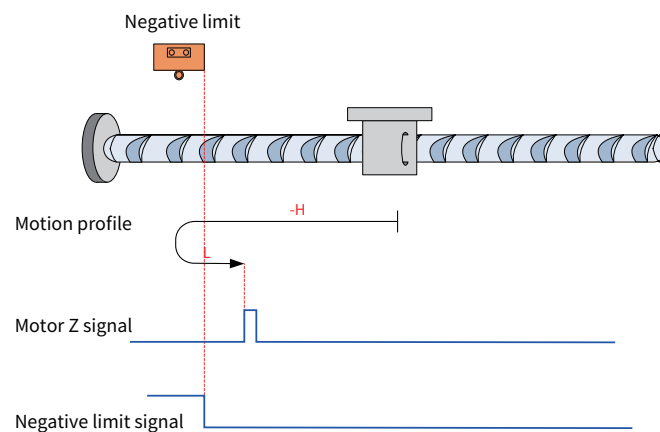 Negative limit
-H
Motion profile
L
Motor Z signal
Negative limit signal